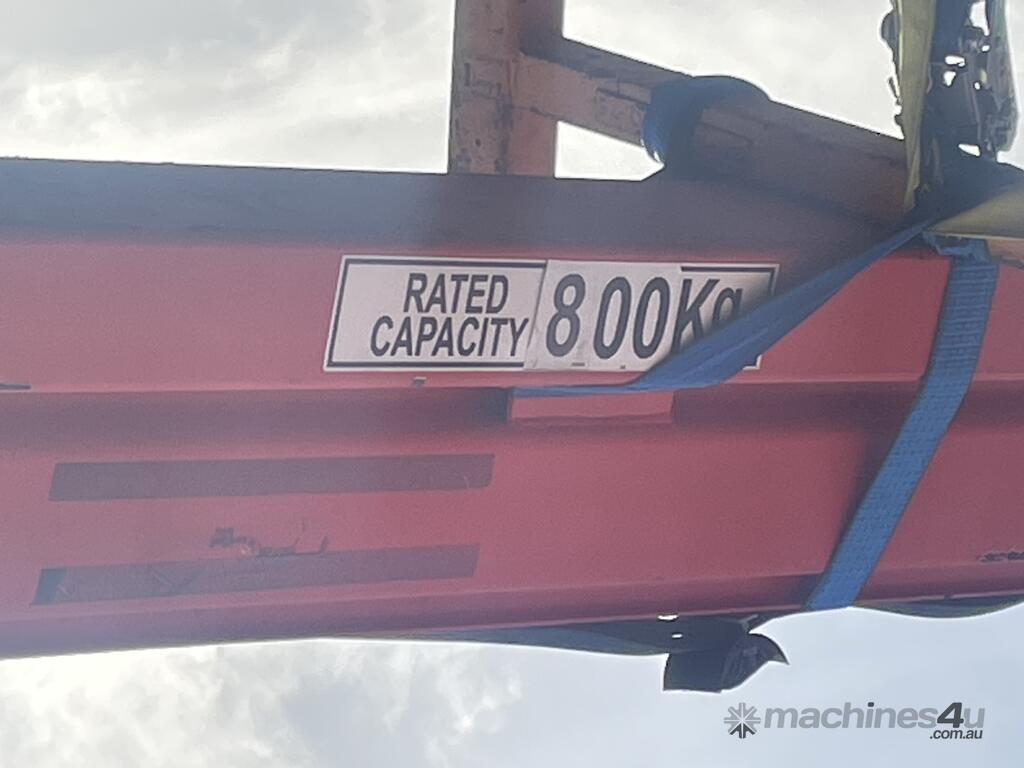 RATED
CAPACITY
800Kg
machines4u
.com.au